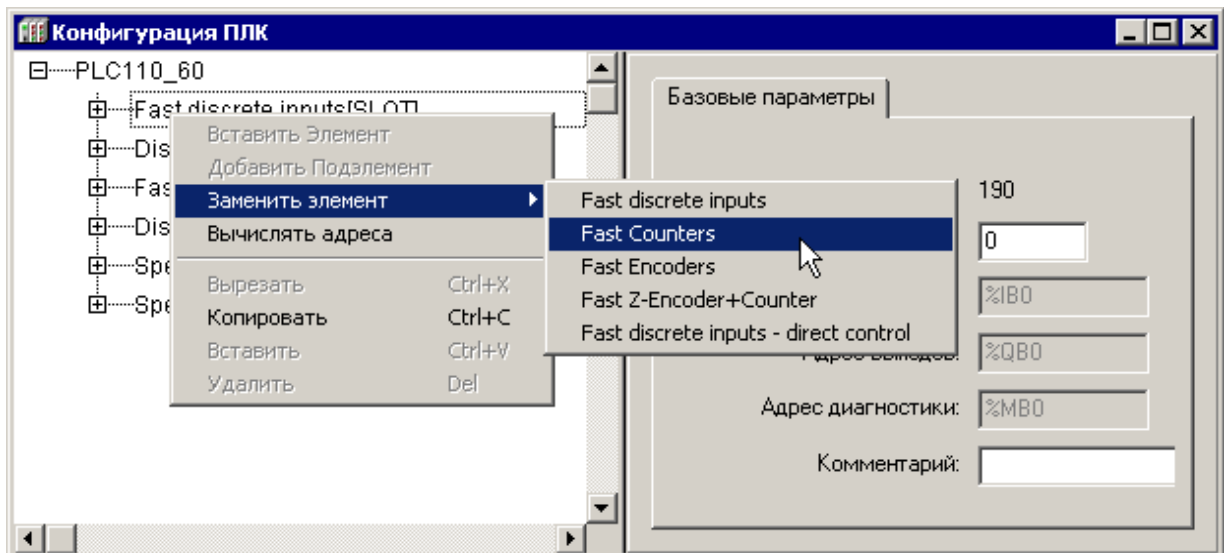 Конфигурация ПЛК
PLC110_60
Fast discrete inputs[SLOT]
Dis
Fas
Dis
Spe
Spe
Вставить Элемент
Добавить Подэлемент
Заменить элемент
Вычислять адреса
Вырезать Ctrl+X
Копировать Ctrl+C
Вставить Ctrl+V
Удалить Del
Fast discrete inputs
Fast Counters
Fast Encoders
Fast Z-Encoder+Counter
Fast discrete inputs - direct control
Базовые параметры
190
0
%IB0
Адрес выходов: %QB0
Адрес диагностики: %MB0
Комментарий: